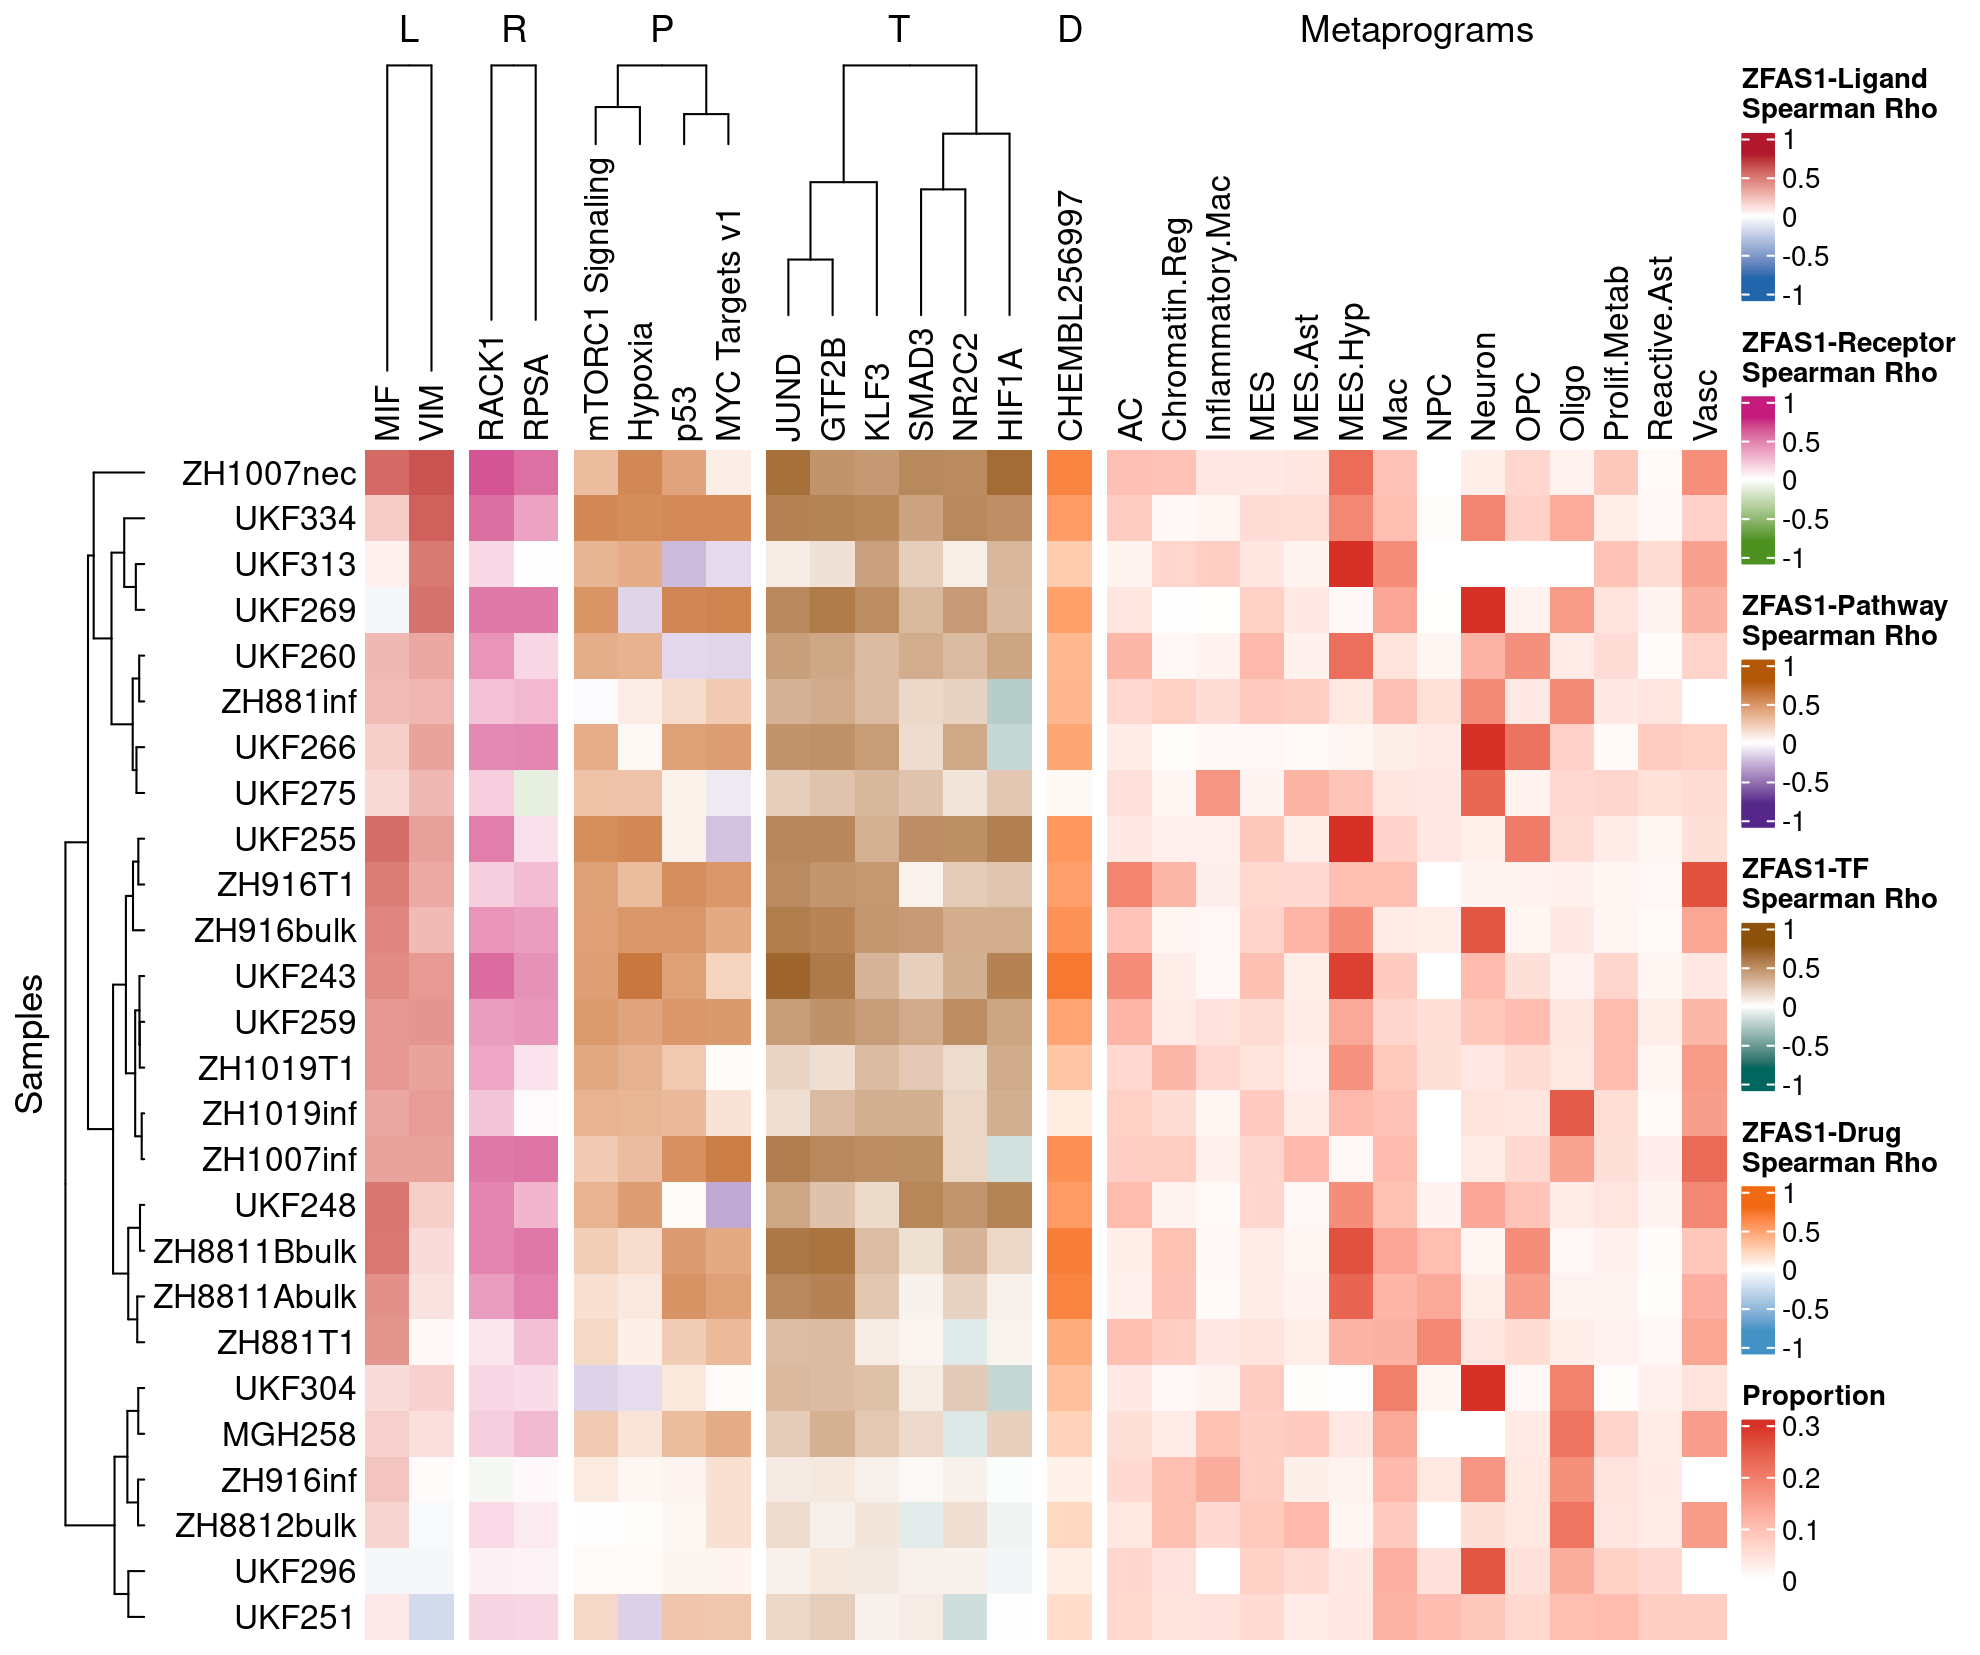 L R P T D Metaprograms
MIF
VIM
RACK1
RPSA
mTORC1 Signaling
Hypoxia
p53
MYC Targets v1
JUND
GTF2B
KLF3
SMAD3
NR2C2
HIF1A
CHEMBL256997
AC
Chromatin.Reg
Inflammatory.Mac
MES
MES.Ast
MES.Hyp
Mac
NPC
Neuron
OPC
Oligo
Prolif.Metab
Reactive.Ast
Vasc
Samples
ZH1007nec
UKF334
UKF313
UKF269
UKF260
ZH881inf
UKF266
UKF275
UKF255
ZH916T1
ZH916bulk
UKF243
UKF259
ZH1019T1
ZH1019inf
ZH1007inf
UKF248
ZH8811Bbulk
ZH8811Abulk
ZH881T1
UKF304
MGH258
ZH916inf
ZH8812bulk
UKF296
UKF251
ZFAS1-Ligand
Spearman Rho
1
0.5
0
-0.5
-1
ZFAS1-Receptor
Spearman Rho
1
0.5
0
-0.5
-1
ZFAS1-Pathway
Spearman Rho
1
0.5
0
-0.5
-1
ZFAS1-TF
Spearman Rho
1
0.5
0
-0.5
-1
ZFAS1-Drug
Spearman Rho
1
0.5
0
-0.5
-1
Proportion
0.3
0.2
0.1
0